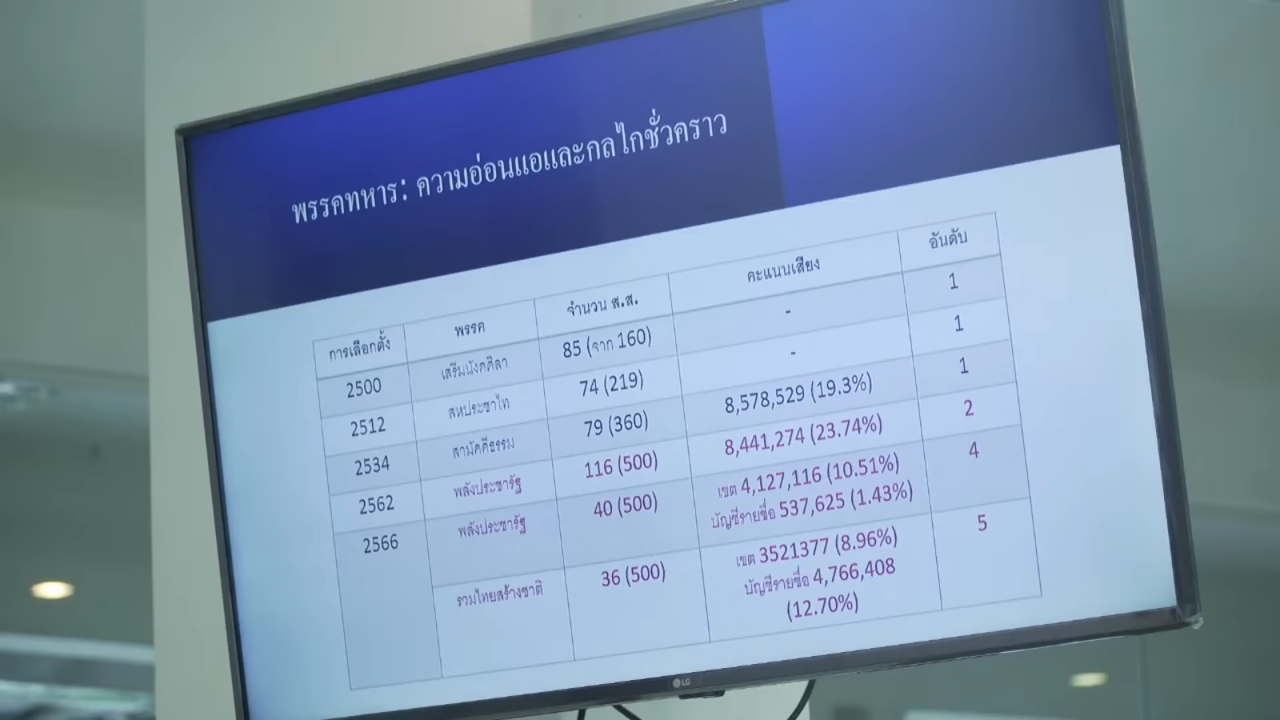 พรรคทหาร: ความอ่อนแอและกลไกชั่วคราว
การเลือกตั้ง พรรค จำนวน ส.ส. คะแนนเสียง อันดับ
2500 เสรีมนังคศิลา 85 (จาก 160) - 1
2512 สหประชาไท 74 (219) - 1
2534 สามัคคีธรรม 79 (360) 8,578,529 (19.3%) 1
2562 พลังประชารัฐ 116 (500) 8,441,274 (23.74%) 2
2566 พลังประชารัฐ 40 (500) เขต 4,127,116 (10.51%) 4
บัญชีรายชื่อ 537,625 (1.43%)
รวมไทยสร้างชาติ 36 (500) เขต 3521377 (8.96%) 5
บัญชีรายชื่อ 4,766,408
(12.70%)
LG